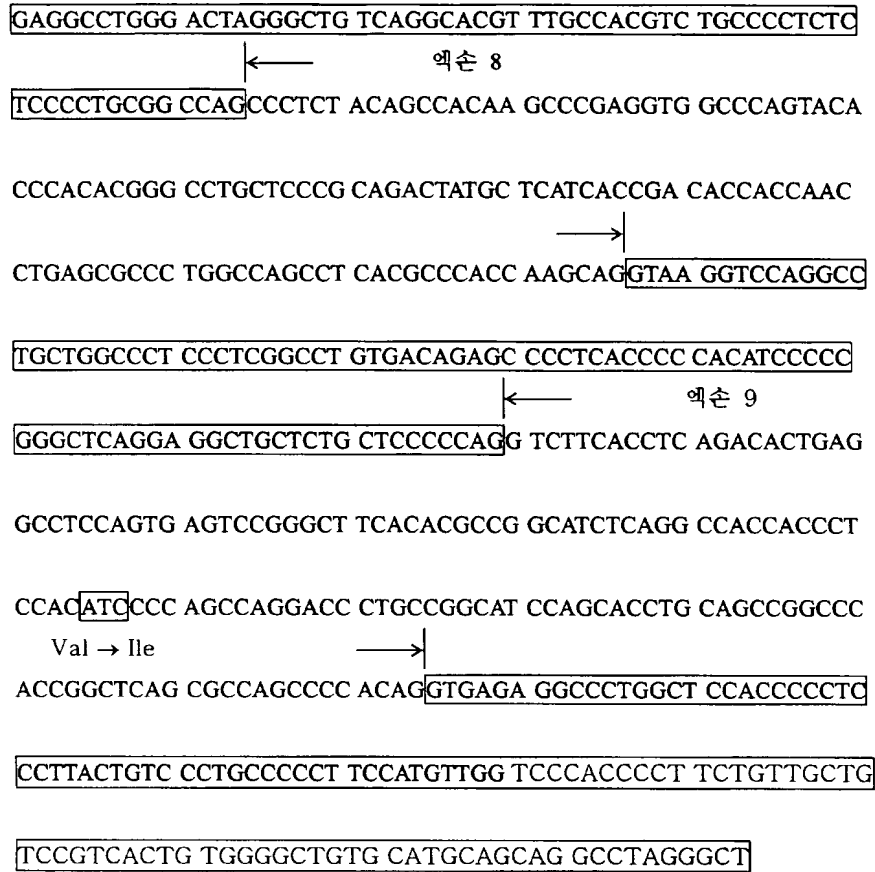 GAGGCCTGGG ACTAGGGCTG TCAGGCACGT TTGCCACGTC TGCCCCTCTC
엑손 8
TCCCCTGCGG CCAGCCCTCT ACAGCCACAA GCCCGAGGTG GCCCAGTACA
CCCACACGGG CCTGCTCCCG CAGACTATGC TCATCACCGA CACCACCAAC
CTGAGCGCCC TGGCCAGCCT CACGCCCACC AAGCAGGTAA GGTCCAGGCC
TGCTGGCCCT CCCTCGGCCT GTGACAGAGC CCCTCACCCC CACATCCCCC
엑손 9
GGGCTCAGGA GGCTGCTCTG CTCCCCCAGG TCTTCACCTC AGACACTGAG
GCCTCCAGTG AGTCCGGGCT TCACACGCCG GCATCTCAGG CCACCACCCT
CCACATCCCC AGCCAGGACC CTGCCGGCAT CCAGCACCTG CAGCCGGCCC
Val → Ile
ACCGGCTCAG CGCCAGCCCC ACAGGTGAGA GGCCCTGGCT CCACCCCCTC
CCTTACTGTC CCTGCCCCCT TCCATGTTGG TCCCACCCCT TCTGTTGCTG
TCCGTCACTG TGGGGCTGTG CATGCAGCAG GCCTAGGGCT